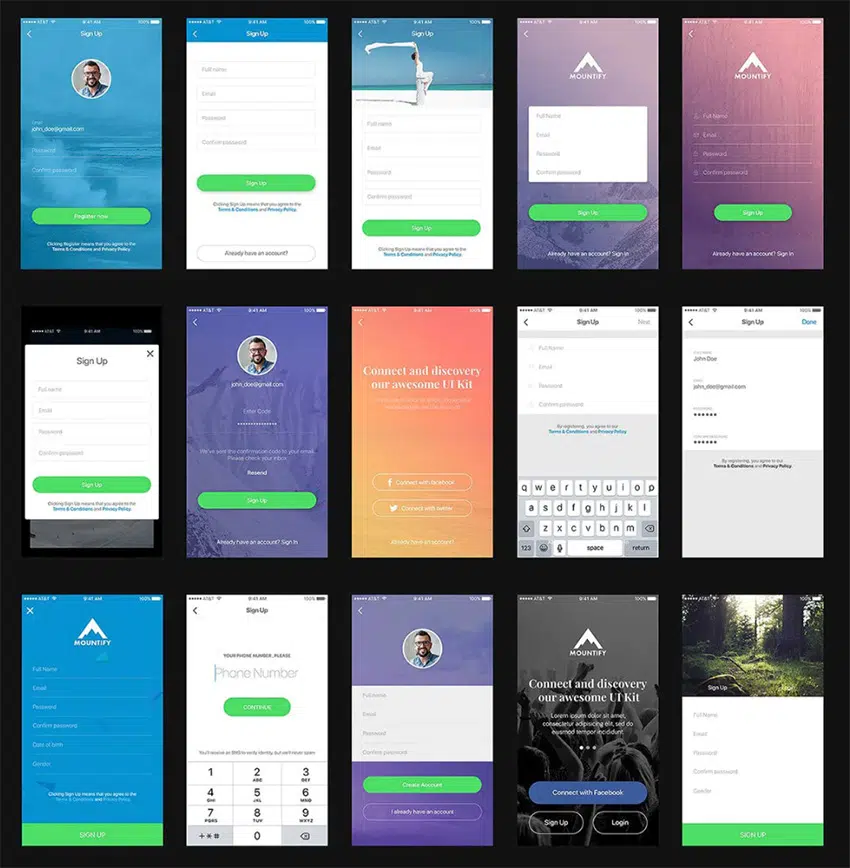 AT&T 9:41 AM 100%
Sign Up
Email
john_doe@gmail.com
Password
Confirm password
Register now
Clicking Register means that you agree to the
Terms & Conditions and Privacy Policy.
AT&T 9:41 AM 100%
Sign Up
Full name
Email
Password
Confirm password
Sign Up
Clicking Sign Up means that you agree to the
Terms & Conditions and Privacy Policy.
Already have an account?
AT&T 9:41 AM 100%
Sign Up
Full name
Email
Password
Confirm password
Sign Up
Clicking Sign Up means that you agree to the
Terms & Conditions and Privacy Policy.
AT&T 9:41 AM 100%
MOUNTIFY
Full Name
Email
Password
Confirm password
Sign Up
Already have an account? Sign In
AT&T 9:41 AM 100%
MOUNTIFY
Full Name
Email
Password
Confirm password
Sign Up
Already have an account? Sign In
AT&T 9:41 AM 100%
Sign Up
Full name
Email
Password
Confirm password
Sign Up
Clicking Sign Up means that you agree to the
Terms & Conditions and Privacy Policy.
AT&T 9:41 AM 100%
john_doe@gmail.com
Enter Code
We've sent the confirmation code to your email.
Please check your inbox
Resend
Sign Up
Already have an account? Sign In
AT&T 9:41 AM 100%
Connect and discovery
our awesome UI Kit
Connect with facebook
Connect with twitter
Already have an account?
AT&T 9:41 AM 100%
Sign Up Next
Full Name
Email
Password
Confirm password
By registering, you agree to our
Terms & Conditions and Privacy Policy
q w e r t y u i o p
a s d f g h j k l
z x c v b n m
123 space return
AT&T 9:41 AM 100%
Sign Up Done
John Doe
john_doe@gmail.com
By registering, you agree to our
Terms & Conditions and Privacy Policy.
AT&T 9:41 AM 100%
MOUNTIFY
Full Name
Email
Password
Confirm password
Date of birth
Gender
Clicking Sign Up means that you agree to the
Terms & Conditions and Privacy Policy.
SIGN UP
AT&T 9:41 AM 100%
Sign Up
YOUR PHONE NUMBER, PLEASE
Phone Number
CONTINUE
You'll receive an SMS to verify identity, but we'll never spam
1 2 3
ABC DEF
4 5 6
GHI JKL MNO
7 8 9
PQRS TUV WXYZ
+ * # 0
AT&T 9:41 AM 100%
Full name
Email
Password
Confirm password
Create Account
I already have an account
AT&T 9:41 AM 100%
MOUNTIFY
Connect and discovery
our awesome UI Kit
Lorem ipsum dolor sit amet,
consectetur adipiscing elit, sed do
eiusmod tempor incididunt
Connect with Facebook
Sign Up Login
AT&T 9:41 AM 100%
Sign Up
Full Name
Email
Password
Confirm password
Gender
SIGN UP